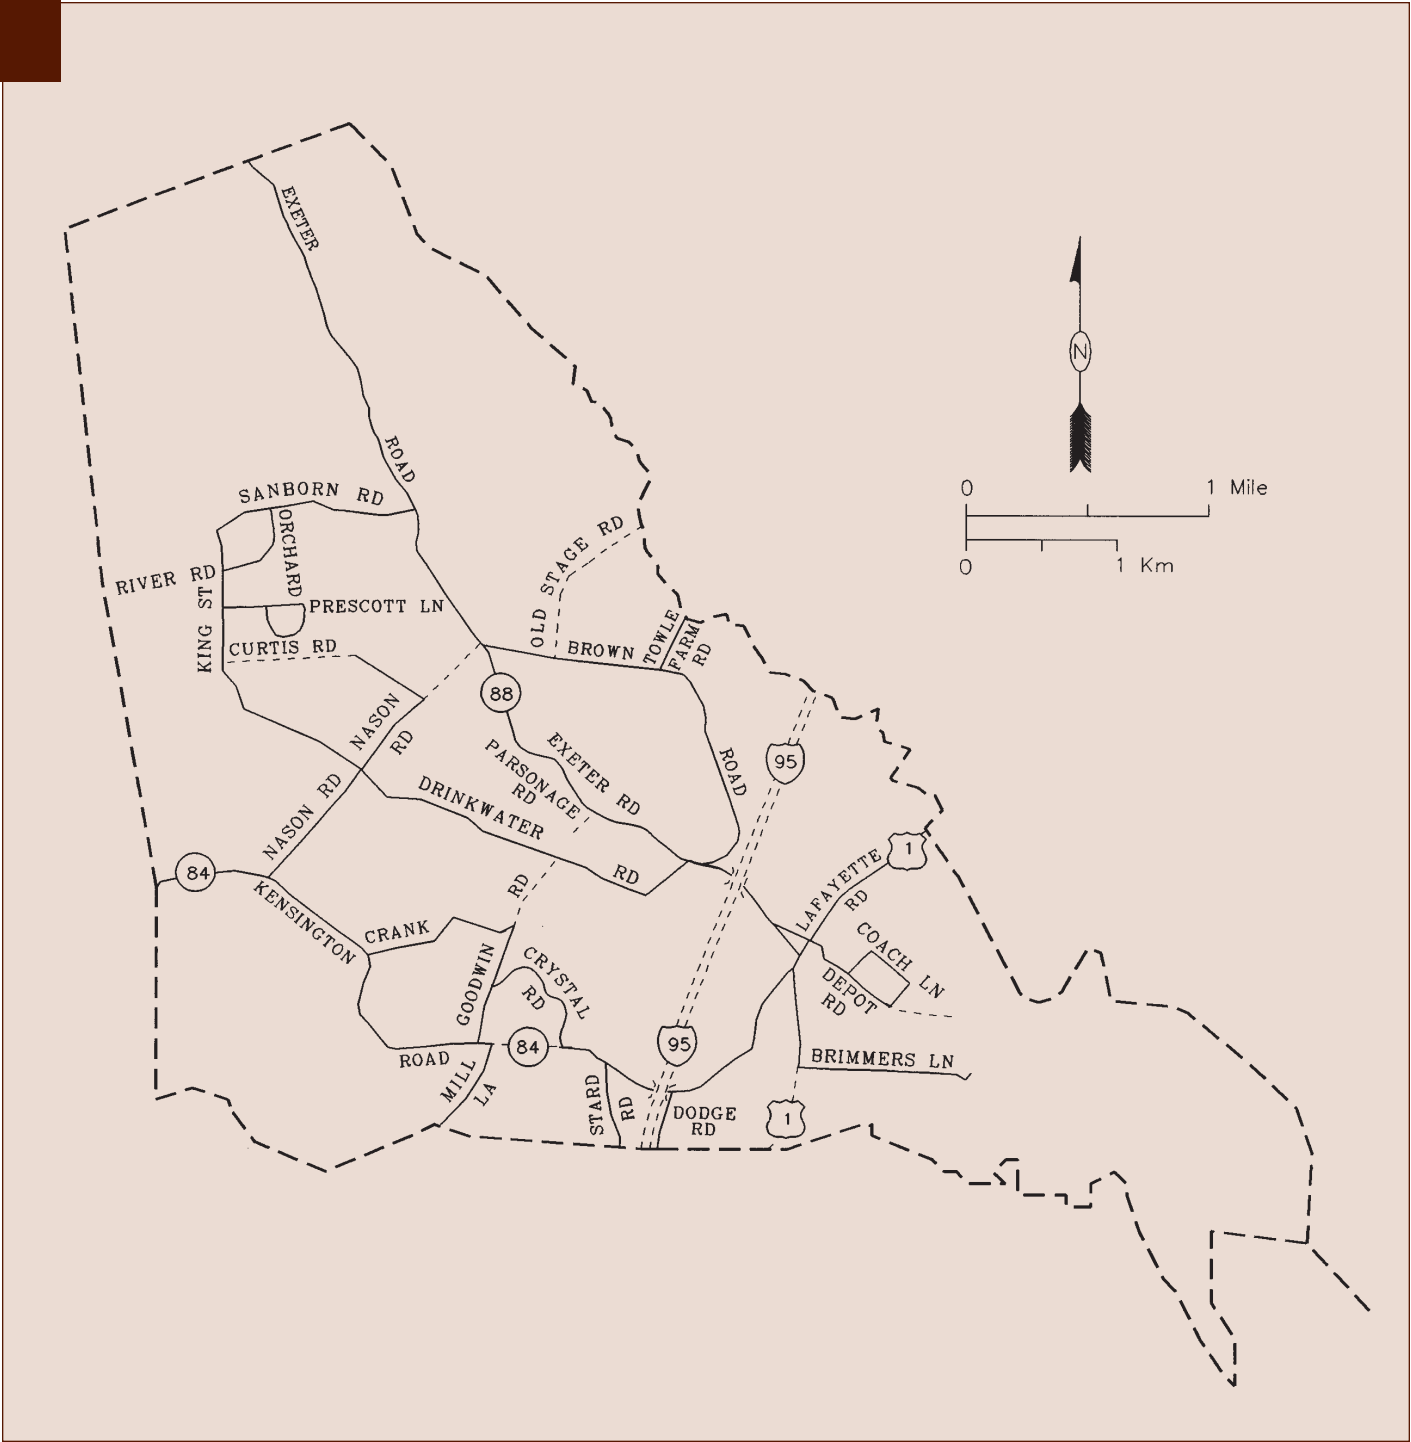 EXETER
ROAD
SANBORN RD
ORCHARD
RIVER RD
KING ST
PRESCOTT LN
CURTIS RD
OLD STAGE RD
BROWN
TOWLE
FARM
RD
N
0 1 Mile
0 1 Km
88
NASON
RD
EXETER RD
PARSONAGE
RD
ROAD
95
DRINKWATER
RD
NASON RD
84
KENSINGTON
CRANK
RD
GOODWIN
CRYSTAL
RD
LAFAYETTE
RD
1
COACH LN
DEPOT
RD
ROAD
84
95
MILL
LA
STARD
RD
DODGE
RD
BRIMMERS LN
1